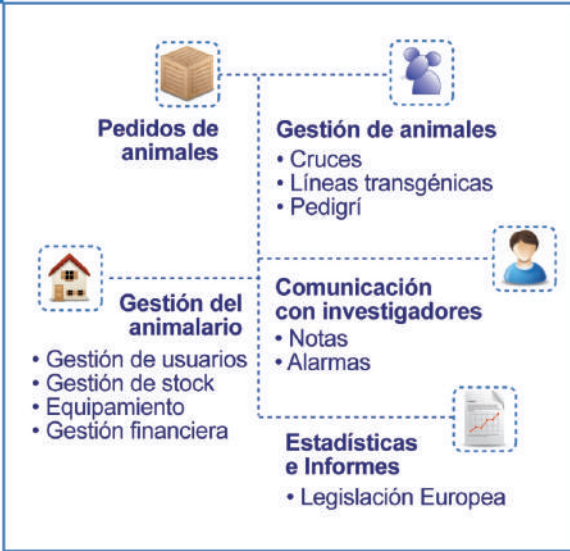 Pedidos de
animales
Gestión de animales
• Cruces
• Líneas transgénicas
• Pedigrí
Gestión del
animalario
• Gestión de usuarios
• Gestión de stock
• Equipamiento
• Gestión financiera
Comunicación
con investigadores
• Notas
• Alarmas
Estadísticas
e Informes
• Legislación Europea